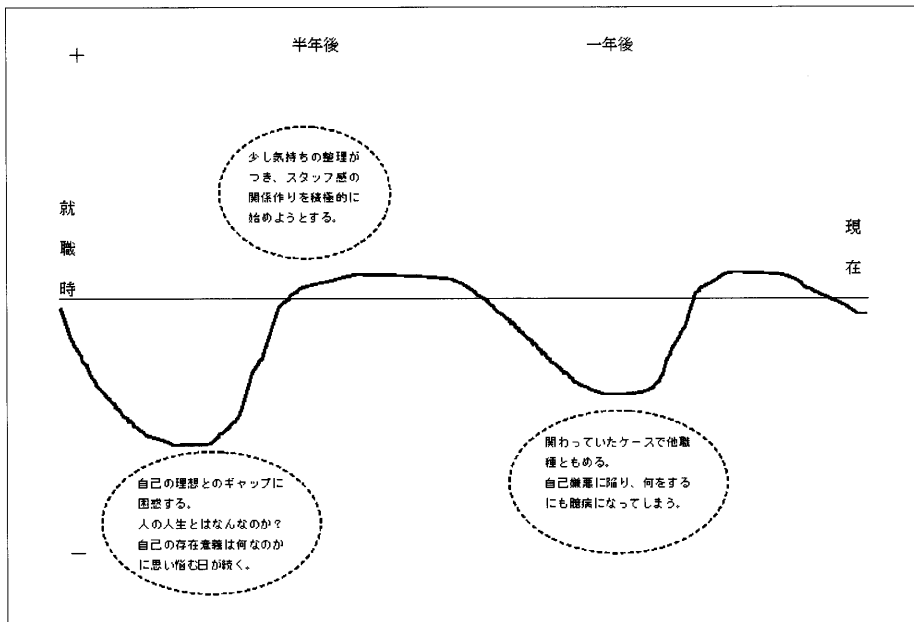 ＋
半年後
一年後
少し気持ちの整理が
つき、スタッフ感の
関係作りを積極的に
始めようとする。
就職時
現在
関わっていたケースで他職
種ともめる。
自己嫌悪に陥り、何をする
にも臆病になってしまう。
自己の理想とのギャップに
困惑する。
人の人生とはなんなのか？
自己の存在意義は何なのか
に思い悩む日が続く。
－